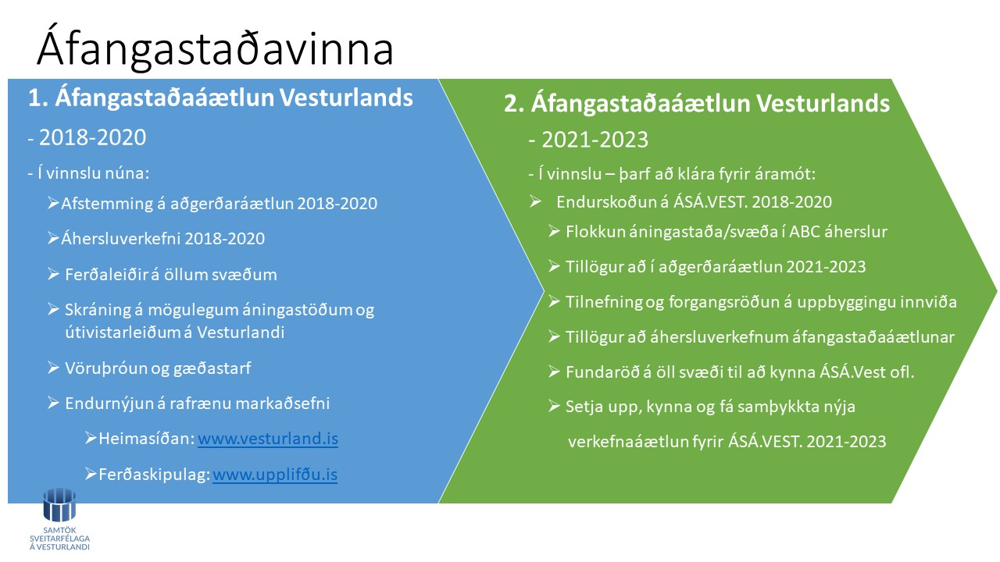 Áfangastaðavinna
1. Áfangastaðaáætlun Vesturlands
- 2018-2020
- Í vinnslu núna:
➢Afstemming á aðgerðaráætlun 2018-2020
➢Áhersluverkefni 2018-2020
➢ Ferðaleiðir á öllum svæðum
➢ Skráning á mögulegum áningastöðum og
útivistarleiðum á Vesturlandi
➢ Vöruþróun og gæðastarf
➢ Endurnýjun á rafrænu markaðsefni
➢Heimasíðan: www.vesturland.is
➢Ferðaskipulag: www.upplifðu.is
2. Áfangastaðaáætlun Vesturlands
- 2021-2023
- Í vinnslu – þarf að klára fyrir áramót:
➢ Endurskoðun á ÁSÁ.VEST. 2018-2020
➢ Flokkun áningastaða/svæða í ABC áherslur
➢ Tillögur að í aðgerðaráætlun 2021-2023
➢ Tilnefning og forgangsröðun á uppbyggingu innviða
➢ Tillögur að áhersluverkefnum áfangastaðaáætlunar
➢ Fundaröð á öll svæði til að kynna ÁSÁ.Vest ofl.
➢ Setja upp, kynna og fá samþykkta nýja
verkefnaáætlun fyrir ÁSÁ.VEST. 2021-2023
SAMTÖK
SVEITARFÉLAGA
Á VESTURLANDI